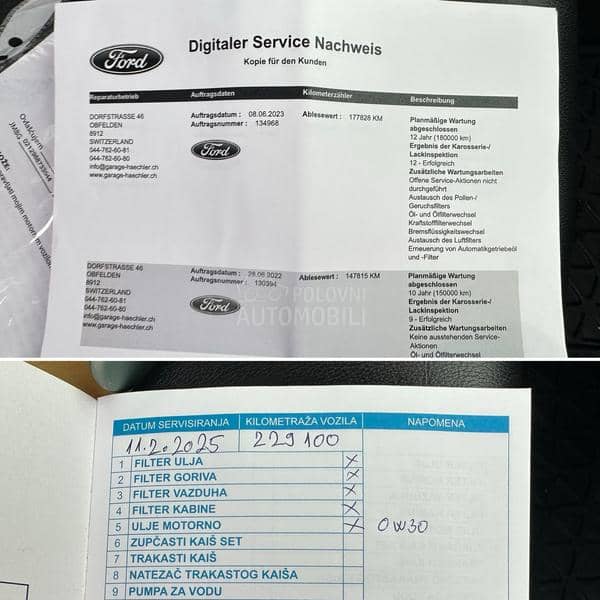 Ford
Digitaler Service Nachweis
Kopie für den Kunden
Reparaturbetrieb
Auftragsdaten
Kilometerzähler
Beschreibung
DORFSTRASSE 46
OBFELDEN
8912
SWITZERLAND
044-762-60-81
044-762-60-80
info@garage-haechler.ch
www.garage-haechler.ch
Auftragsdatum : 08.06.2023
Auftragsnummer : 134968
Ford
Ablesewert : 177828 KM
Planmäßige Wartung
abgeschlossen
12 Jahr (180000 km)
Ergebnis der Karosserie-/
Lackinspektion
12 - Erfolgreich
Zusätzliche Wartungsarbeiten
Offene Service-Aktionen nicht
durchgeführt
Austausch des Pollen-/
Geruchsfilters
Öl- und Ölfilterwechsel
Kraftstofffilterwechsel
Bremsflüssigkeitswechsel
Austausch des Luftfilters
Erneuerung von Automatikgetriebeöl
und -Filter
DORFSTRASSE 46
OBFELDEN
8912
SWITZERLAND
044-762-60-81
044-762-60-80
info@garage-haechler.ch
www.garage-haechler.ch
Auftragsdatum : 28.06.2022
Auftragsnummer : 130394
Ford
Ablesewert : 147815 KM
Planmäßige Wartung
abgeschlossen
10 Jahr (150000 km)
Ergebnis der Karosserie-/
Lackinspektion
9 - Erfolgreich
Zusätzliche Wartungsarbeiten
Keine ausstehenden Service-
Aktionen
Öl- und Ölfilterwechsel
POLOVNI
AUTOMOBILI
DATUM SERVISIRANJA
KILOMETRAŽA VOZILA
NAPOMENA
11.2.2025
229100
1 FILTER ULJA X
2 FILTER GORIVA X
3 FILTER VAZDUHA X
4 FILTER KABINE X
5 ULJE MOTORNO X 0W30
6 ZUPČASTI KAIŠ SET
7 TRAKASTI KAIŠ
8 NATEZAČ TRAKASTOG KAIŠA
9 PUMPA ZA VODU